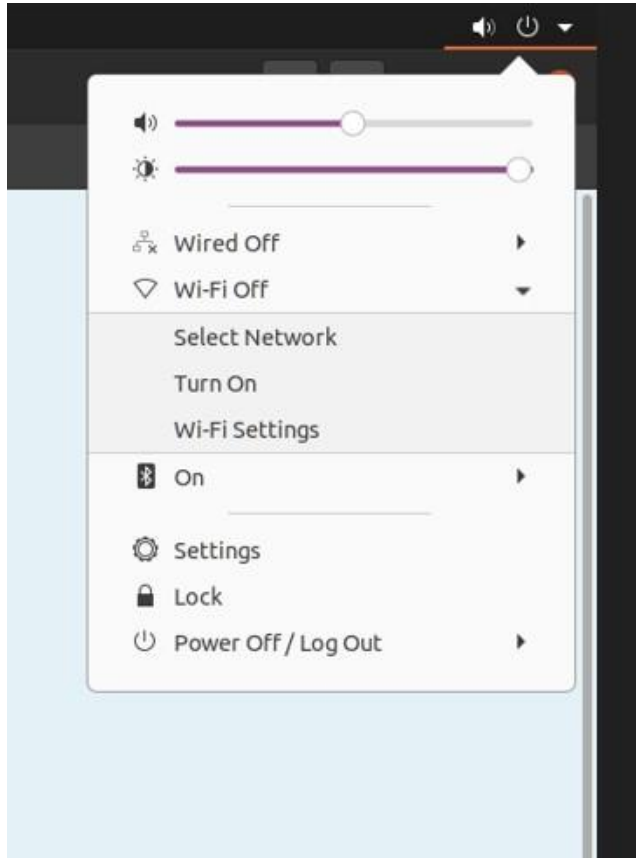 Wired Off
Wi-Fi Off
Select Network
Turn On
Wi-Fi Settings
On
Settings
Lock
Power Off / Log Out